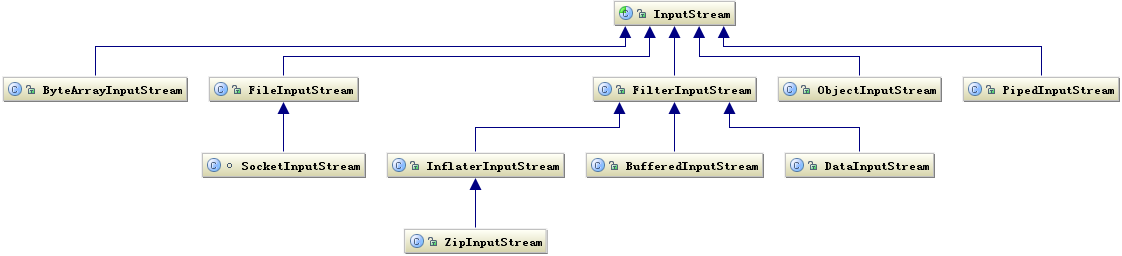 InputStream
ByteArrayInputStream
FileInputStream
FilterInputStream
ObjectInputStream
PipedInputStream
SocketInputStream
InflaterInputStream
BufferedInputStream
DataInputStream
ZipInputStream